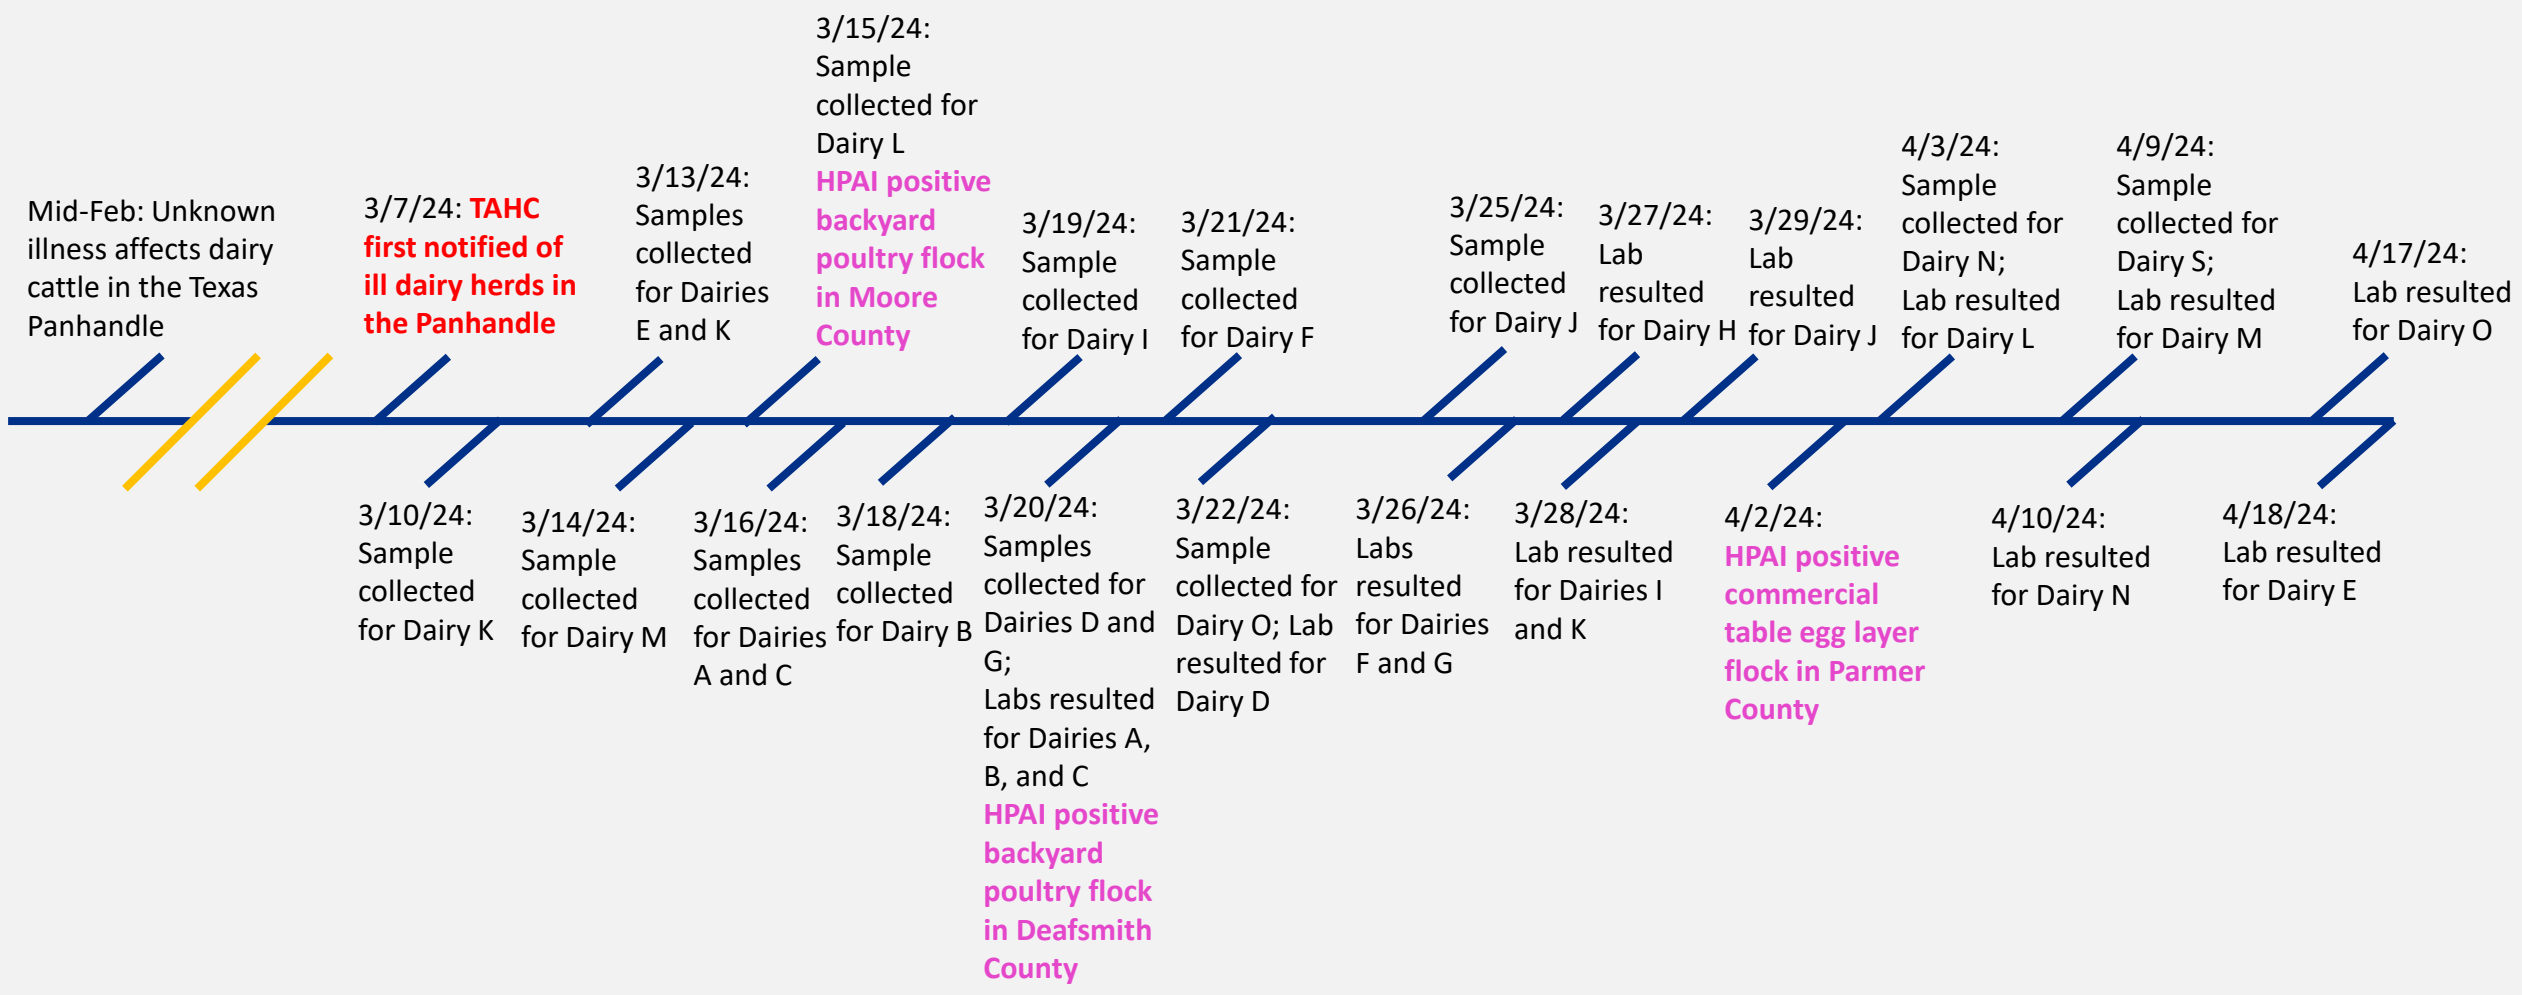 Mid-Feb: Unknown
illness affects dairy
cattle in the Texas
Panhandle
3/7/24: TAHC
first notified of
ill dairy herds in
the Panhandle
3/10/24:
Sample
collected
for Dairy K
3/13/24:
Samples
collected
for Dairies
E and K
3/14/24:
Sample
collected
for Dairy M
3/15/24:
Sample
collected for
Dairy L
HPAI positive
backyard
poultry flock
in Moore
County
3/16/24:
Samples
collected
for Dairies
A and C
3/18/24:
Sample
collected
for Dairy B
3/19/24:
Sample
collected
for Dairy I
3/20/24:
Samples
collected for
Dairies D and
G;
Labs resulted
for Dairies A,
B, and C
HPAI positive
backyard
poultry flock
in Deafsmith
County
3/21/24:
Sample
collected
for Dairy F
3/22/24:
Sample
collected for
Dairy O; Lab
resulted for
Dairy D
3/25/24:
Sample
collected
for Dairy J
3/26/24:
Labs
resulted
for Dairies
F and G
3/27/24:
Lab
resulted
for Dairy H
3/28/24:
Lab resulted
for Dairies I
and K
3/29/24:
Lab
resulted
for Dairy J
4/2/24:
HPAI positive
commercial
table egg layer
flock in Parmer
County
4/3/24:
Sample
collected for
Dairy N;
Lab resulted
for Dairy L
4/9/24:
Sample
collected for
Dairy S;
Lab resulted
for Dairy M
4/10/24:
Lab resulted
for Dairy N
4/17/24:
Lab resulted
for Dairy O
4/18/24:
Lab resulted
for Dairy E